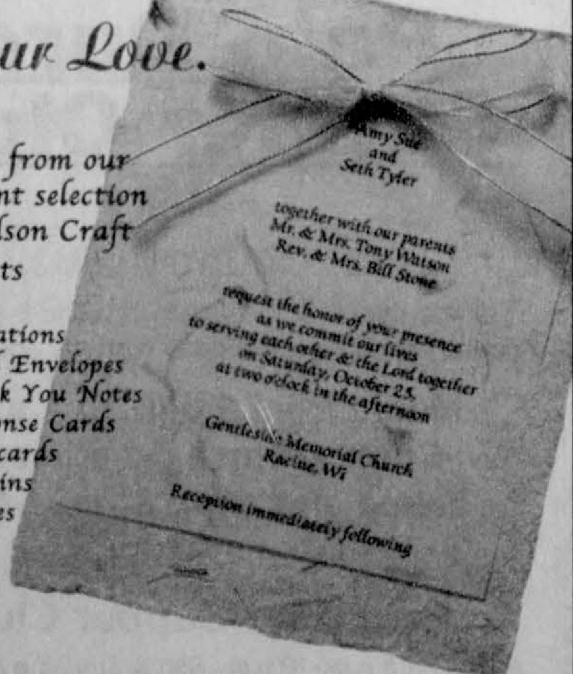 ur Love.
from our
nt selection
lson Craft
ts
ations
Envelopes
k You Notes
nse Cards
cards
ins
es
Amy Sue
and
Seth Tyler
together with our parents
Mr. & Mrs. Tony Watson
Rev. & Mrs. Bill Stone
request the honor of your presence
as we commit our lives
to serving each other & the Lord together
on Saturday, October 25,
at two o'clock in the afternoon
Memorial Church
Racine, WI
Reception immediately following